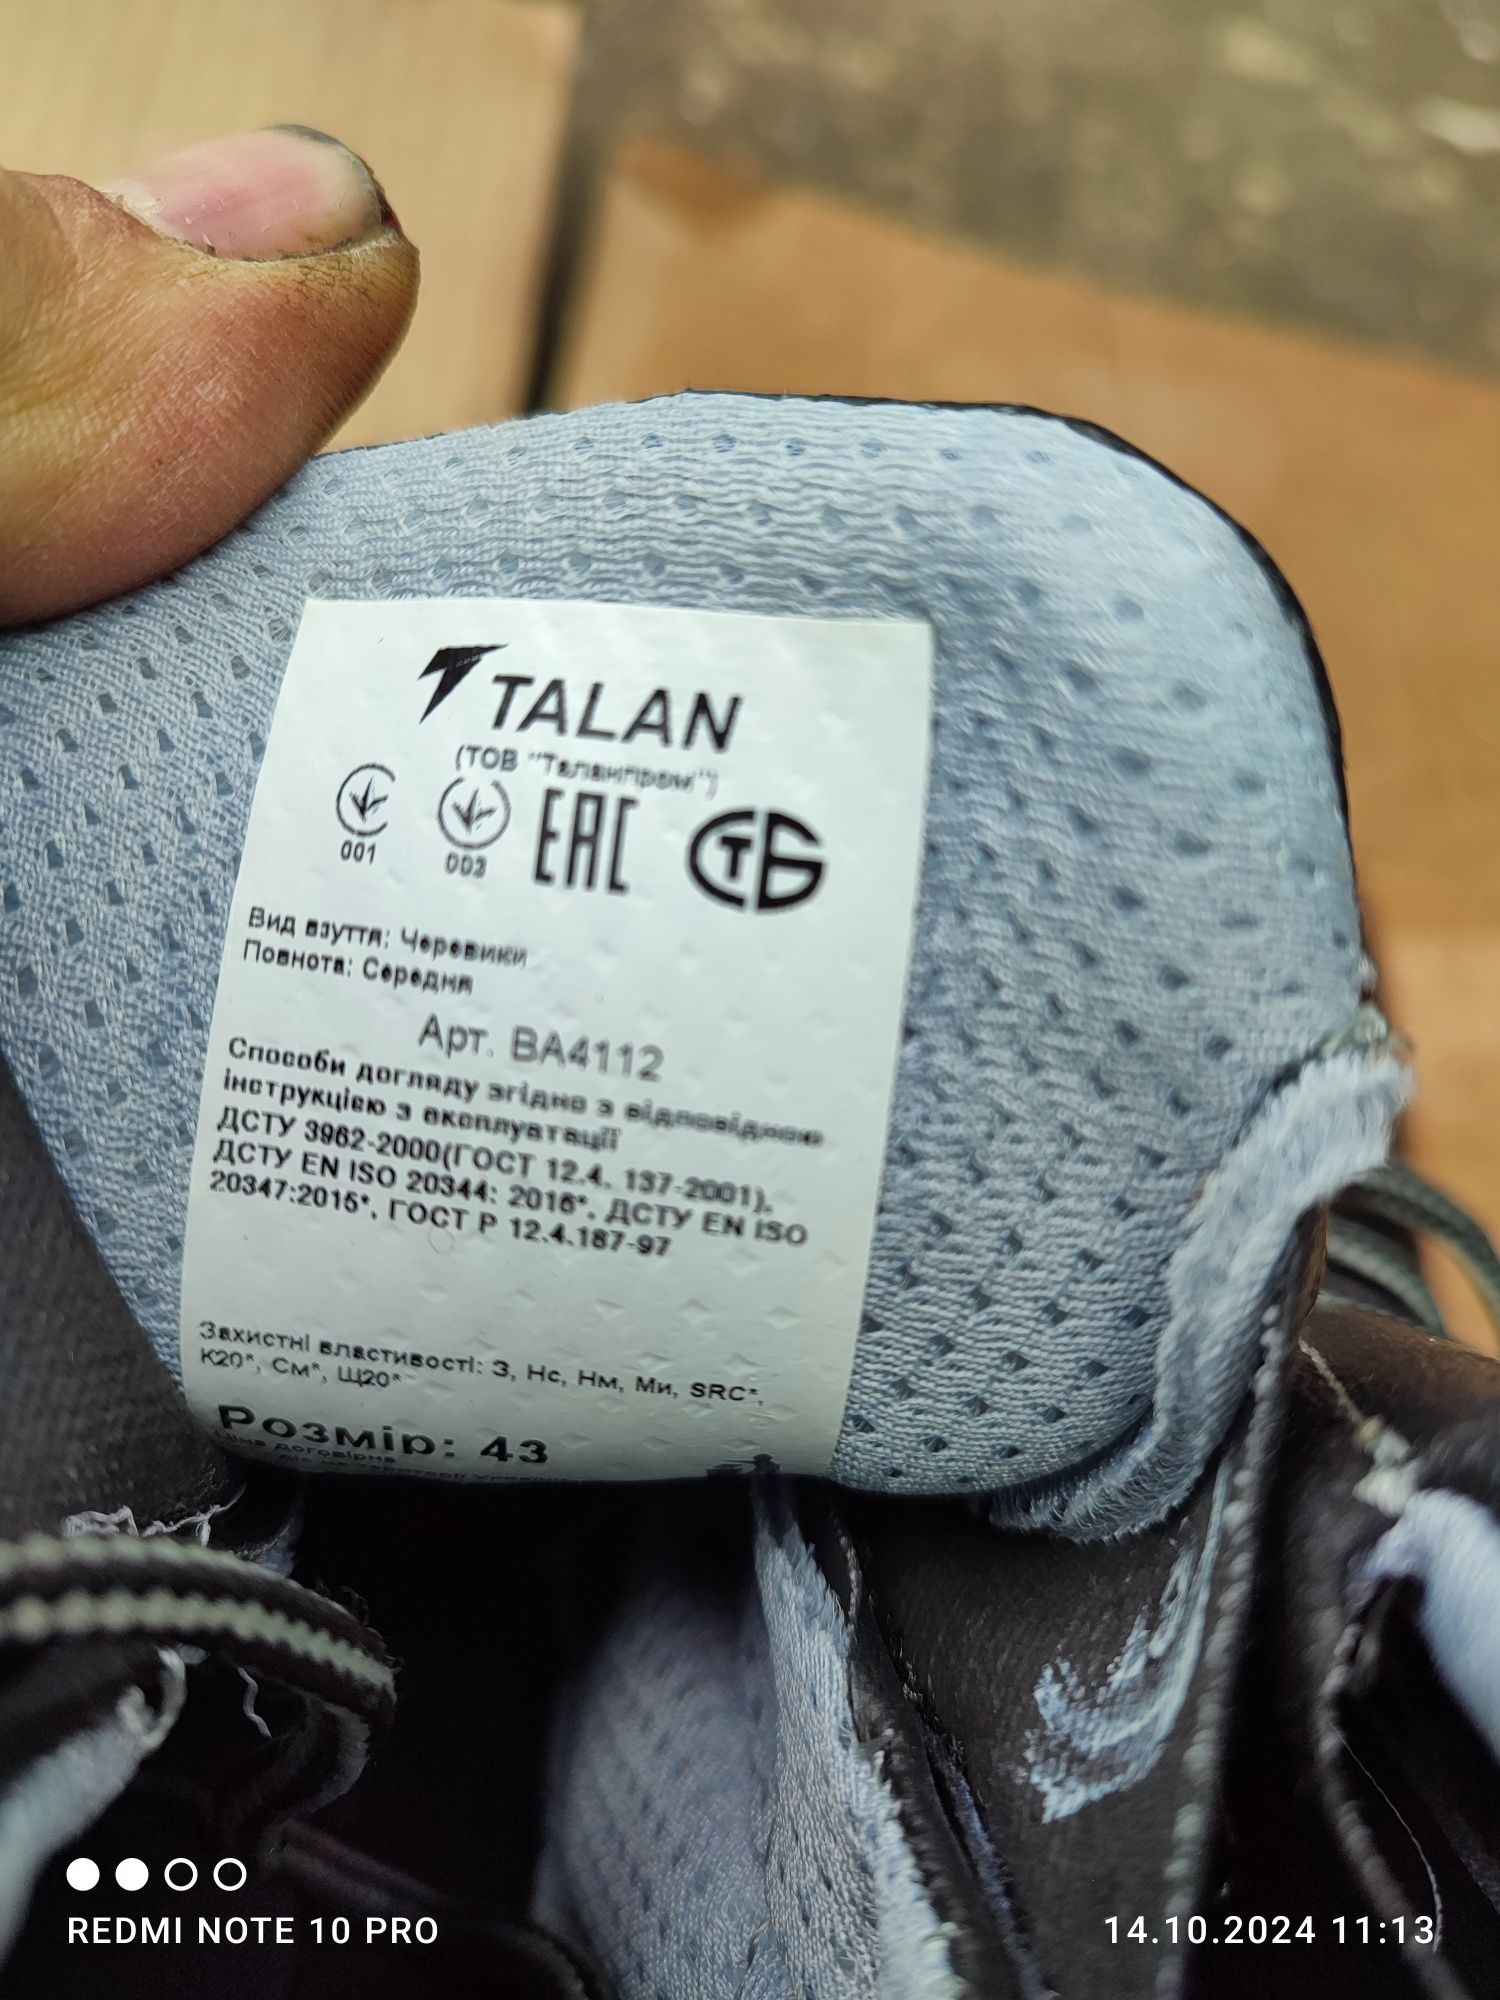 TALAN
(ТОВ "Таланпром")
001 003 EAC СТБ
Вид взуття: Черевики
Повнота: Середня
Арт. ВА4112
Способи догляду згідно з відповідною
інструкцією з експлуатації
ДСТУ 3962-2000(ГОСТ 12.4. 137-2001),
ДСТУ EN ISO 20344: 2016*, ДСТУ EN ISO
20347:2015*, ГОСТ Р 12.4.187-97
Захистні властивості: З, Нс, Нм, Ми, SRC*,
К20*, См*, Щ20*
Розмір: 43
Ціна договірна
REDMI NOTE 10 PRO
14.10.2024 11:13